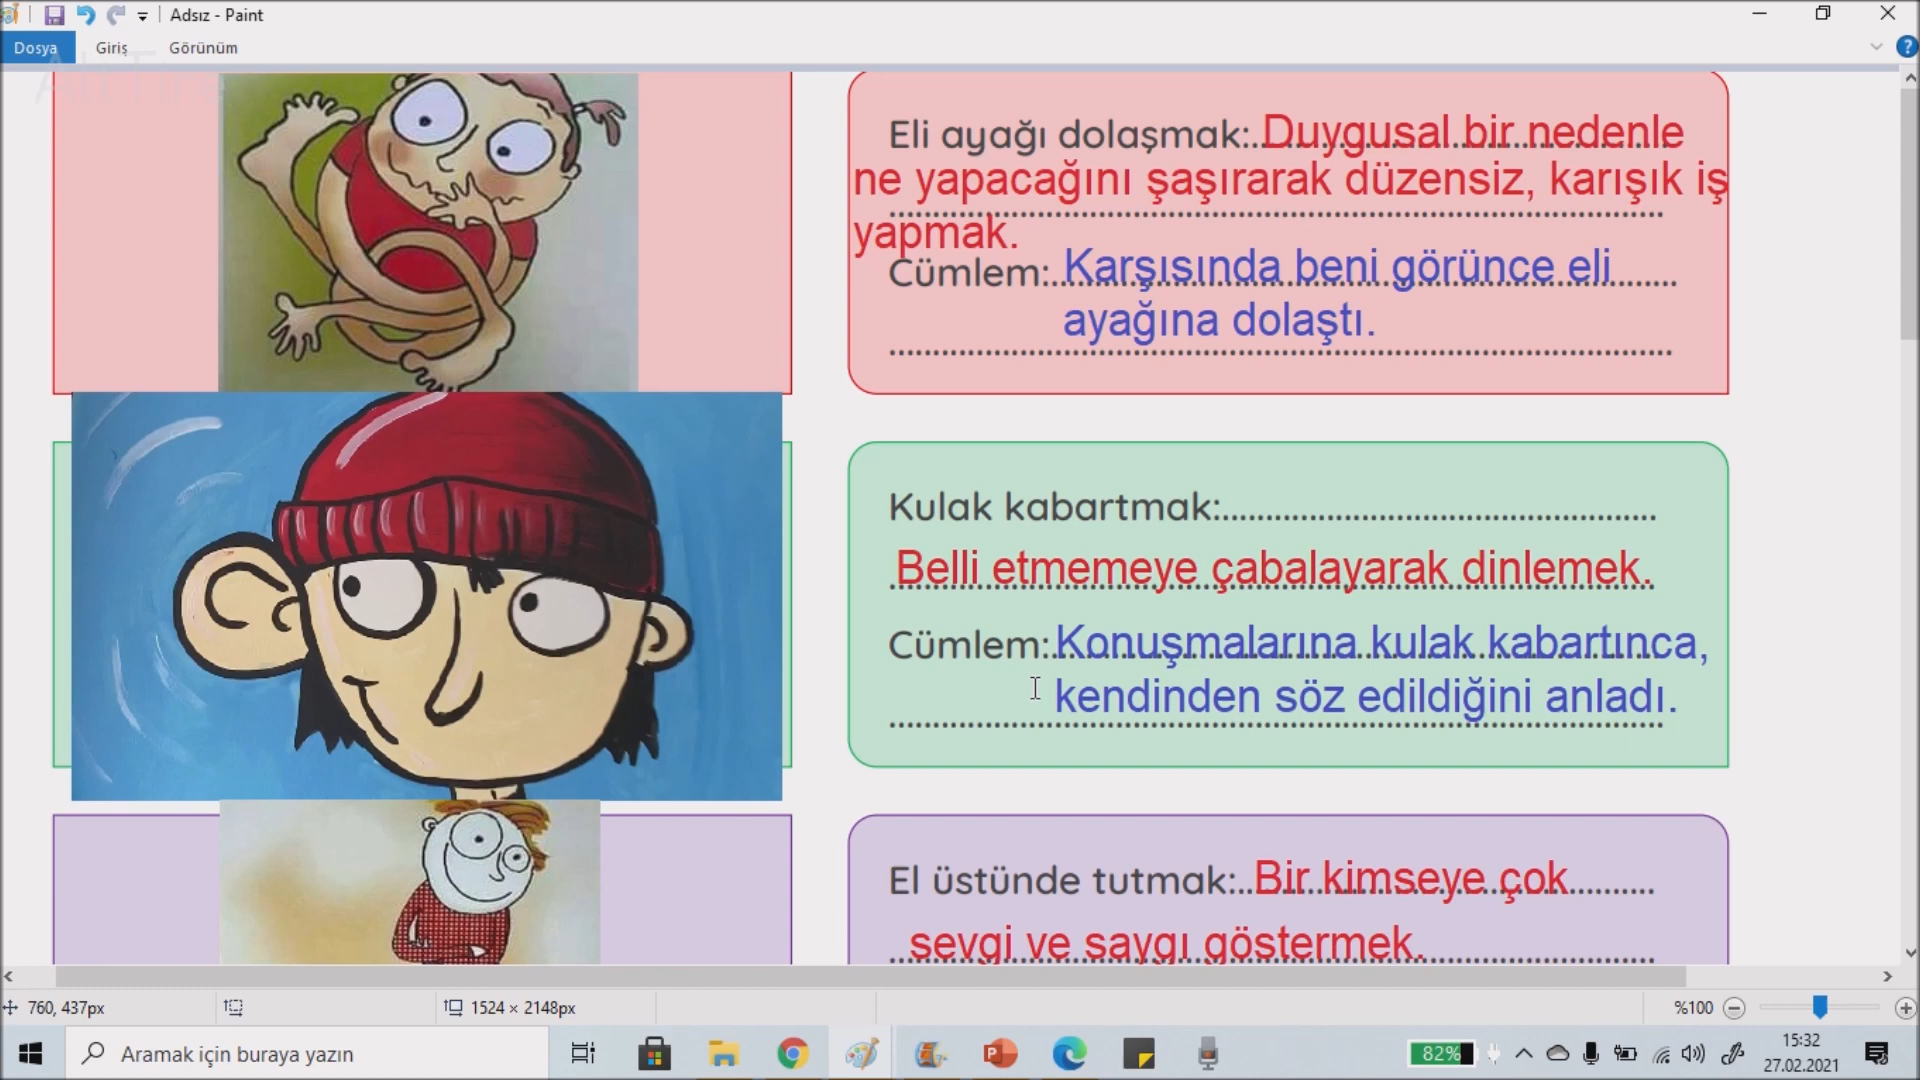 Adsız - Paint
Dosya Giriş Görünüm
Eli ayağı dolaşmak: Duygusal bir nedenle
ne yapacağını şaşırarak düzensiz, karışık iş
yapmak.
Cümlem: Karşısında beni görünce eli
ayağına dolaştı.
Kulak kabartmak:
Belli etmemeye çabalayarak dinlemek.
Cümlem: Konuşmalarına kulak kabartınca,
kendinden söz edildiğini anladı.
El üstünde tutmak: Bir kimseye çok
sevgi ve saygı göstermek.
760, 437px 1524 × 2148px %100
Aramak için buraya yazın 82% 15:32
27.02.2021